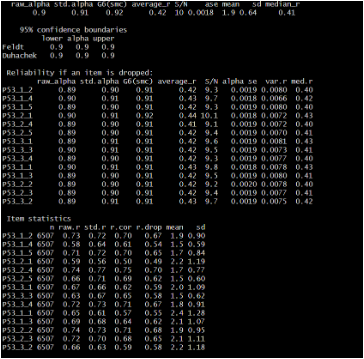 raw_alpha std.alpha G6(smc) average_r S/N    ase mean   sd median_r
0.9 0.91 0.92 0.42 10 0.0018 1.9 0.64 0.41
95% confidence boundaries
lower alpha upper
Feldt 0.9 0.9 0.9
Duhachek 0.9 0.9 0.9
Reliability if an item is dropped:
raw_alpha std.alpha G6(smc) average_r S/N alpha se var.r med.r
P53_1_2 0.89 0.90 0.91 0.42 9.3 0.0019 0.0080 0.40
P53_1_4 0.90 0.91 0.91 0.43 9.7 0.0018 0.0066 0.42
P53_1_5 0.89 0.90 0.91 0.42 9.3 0.0019 0.0080 0.40
P53_2_1 0.90 0.91 0.92 0.44 10.1 0.0018 0.0073 0.42
P53_2_4 0.89 0.90 0.91 0.41 9.1 0.0019 0.0072 0.40
P53_2_5 0.89 0.90 0.91 0.42 9.4 0.0019 0.0070 0.41
P53_3_1 0.89 0.91 0.91 0.42 9.6 0.0019 0.0081 0.43
P53_3_3 0.89 0.90 0.91 0.42 9.5 0.0019 0.0073 0.41
P53_3_4 0.89 0.90 0.92 0.42 9.3 0.0019 0.0077 0.40
P53_1_1 0.90 0.91 0.91 0.43 9.8 0.0018 0.0078 0.43
P53_1_3 0.89 0.90 0.91 0.42 9.5 0.0019 0.0078 0.41
P53_2_2 0.89 0.90 0.91 0.42 9.2 0.0020 0.0078 0.40
P53_2_3 0.89 0.90 0.91 0.42 9.4 0.0019 0.0077 0.41
P53_3_2 0.89 0.91 0.91 0.43 9.7 0.0019 0.0075 0.42
Item statistics
n raw.r std.r r.cor r.drop mean sd
P53_1_2 6507 0.73 0.72 0.70 0.67 1.9 0.90
P53_1_4 6507 0.58 0.64 0.61 0.54 1.5 0.59
P53_1_5 6507 0.71 0.72 0.70 0.65 1.7 0.84
P53_2_1 6507 0.59 0.56 0.50 0.49 2.2 1.19
P53_2_4 6507 0.74 0.77 0.75 0.70 1.7 0.77
P53_2_5 6507 0.66 0.71 0.69 0.62 1.5 0.60
P53_3_1 6507 0.67 0.66 0.62 0.59 2.0 1.09
P53_3_3 6507 0.63 0.67 0.65 0.58 1.5 0.62
P53_3_4 6507 0.72 0.73 0.71 0.67 1.8 0.91
P53_1_1 6507 0.65 0.61 0.57 0.55 2.4 1.28
P53_1_3 6507 0.69 0.68 0.64 0.62 2.1 1.07
P53_2_2 6507 0.74 0.73 0.71 0.68 1.9 0.95
P53_2_3 6507 0.72 0.70 0.68 0.65 2.1 1.11
P53_3_2 6507 0.66 0.63 0.59 0.58 2.2 1.18